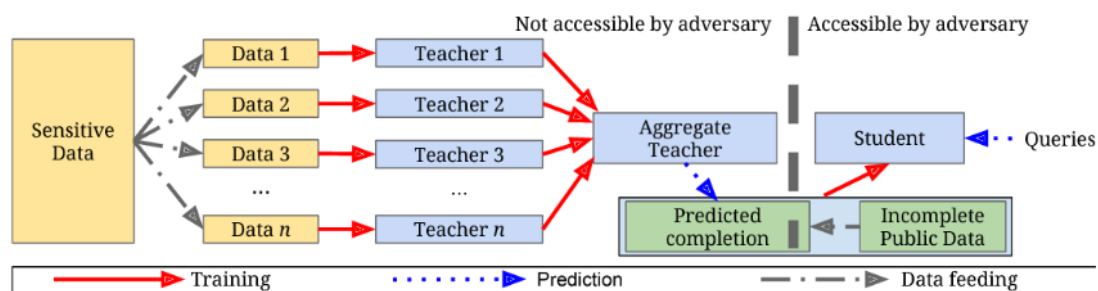 Not accessible by adversary
Accessible by adversary
Sensitive
Data
Data 1
Teacher 1
Data 2
Teacher 2
Data 3
Teacher 3
...
...
Data n
Teacher n
Aggregate
Teacher
Student
Queries
Predicted
completion
Incomplete
Public Data
Training
Prediction
Data feeding